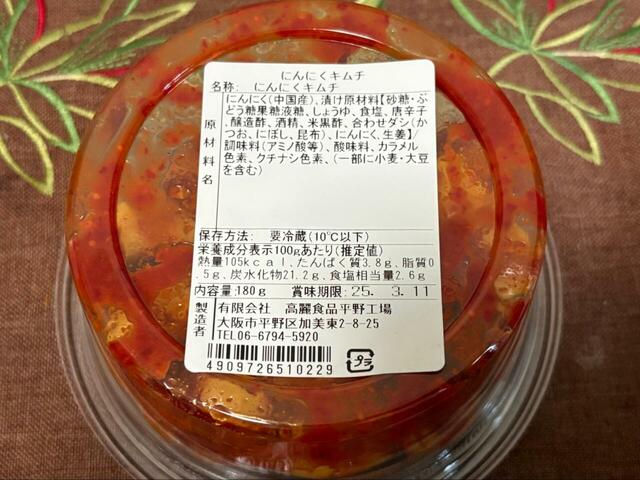 にんにくキムチ
名称: にんにくキムチ
原材料名
にんにく(中国産)、漬け原材料【砂糖・ぶ
どう糖果糖液糖、しょうゆ、食塩、唐辛子
、醸造酢、酒精、米黒酢、合わせダシ(か
つお、にぼし、昆布)、にんにく、生姜】/
調味料(アミノ酸等)、酸味料、カラメル
色素、クチナシ色素、(一部に小麦・大豆
を含む)
保存方法: 要冷蔵(10℃以下)
栄養成分表示100gあたり(推定値)
熱量105kcal、たんぱく質3.8g、脂質0
.5g、炭水化物21.2g、食塩相当量2.6g
内容量:180g 賞味期限:25. 3.11
製造者
有限会社 高麗食品平野工場
大阪市平野区加美東2-8-25
TEL06-6794-5920
4909726510229
プラ